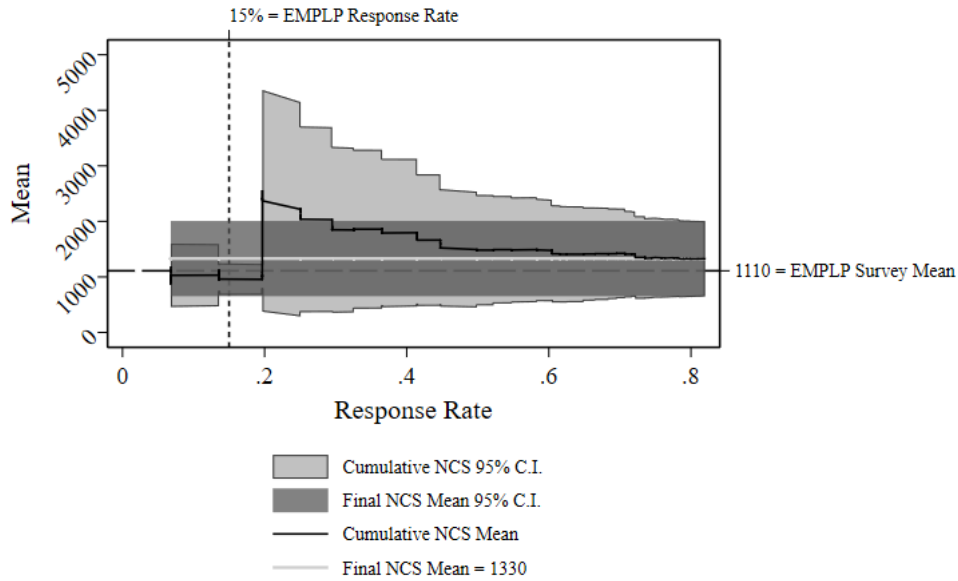 15% = EMPLP Response Rate
5000
4000
3000
2000
1000
0
Mean
1110 = EMPLP Survey Mean
0 .2 .4 .6 .8
Response Rate
Cumulative NCS 95% C.I.
Final NCS Mean 95% C.I.
Cumulative NCS Mean
Final NCS Mean = 1330